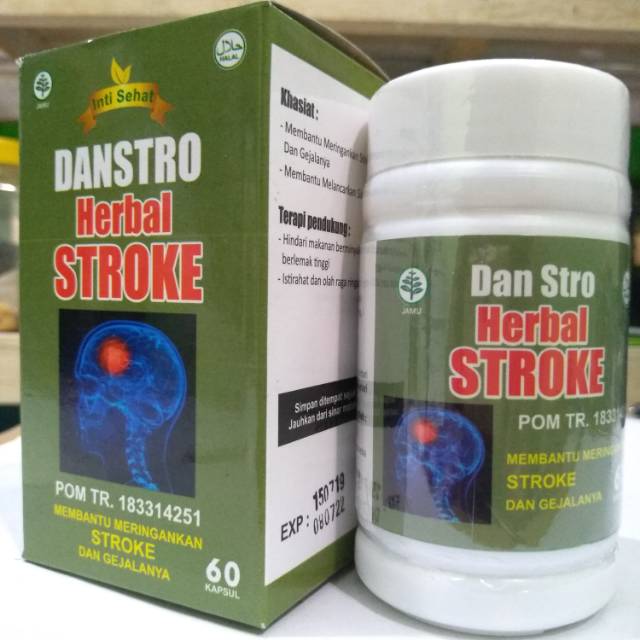 Inti Sehat
JAMU
HALAL
DANSTRO
Herbal
STROKE
POM TR. 183314251
MEMBANTU MERINGANKAN
STROKE
DAN GEJALANYA
60
KAPSUL
Khasiat :
- Membantu Meringankan
Dan Gejalanya
- Membantu Melancarkan
Terapi pendukung :
- Hindari makanan
berlemak tinggi
- Istirahat dan olah raga
Simpan ditempat
Jauhkan dari sinar
150719
EXP : 080722
JAMU
Dan Stro
Herbal
STROKE
POM TR. 18331
MEMBANTU MERINGANKAN
STROKE
DAN GEJALANYA